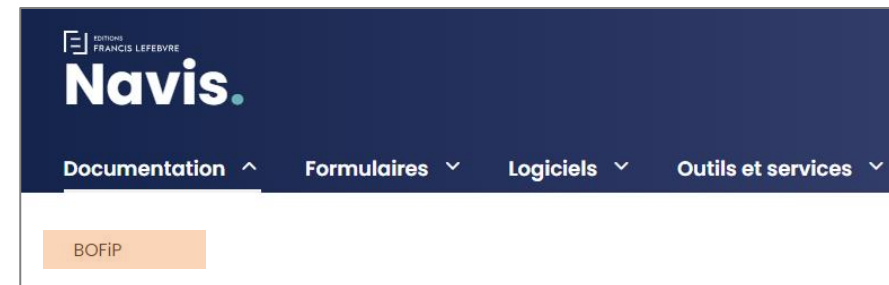 EDITIONS
FRANCIS LEFEBVRE
Navis.
Documentation Formulaires Logiciels Outils et services
BOFiP